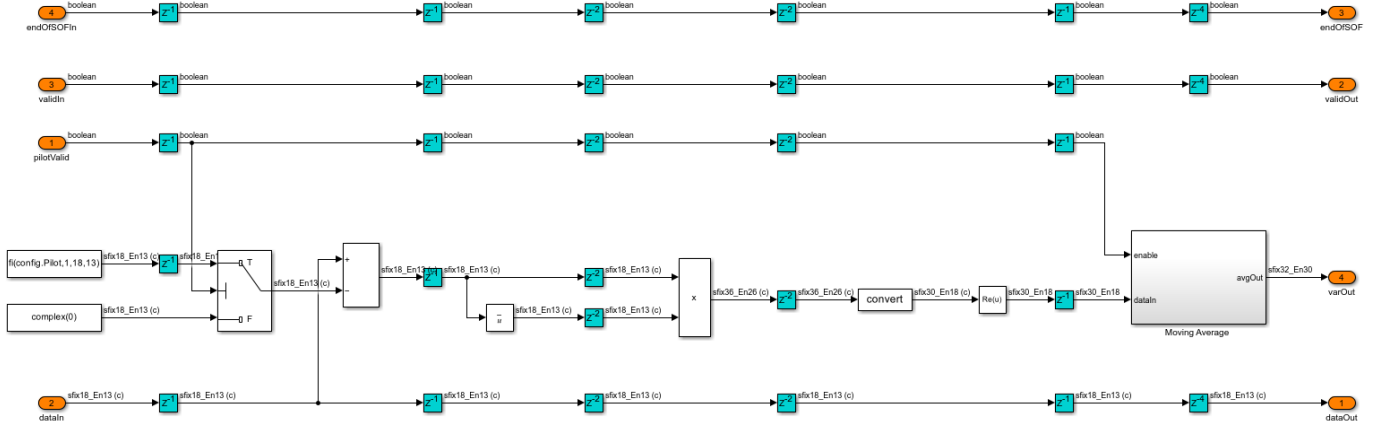 4 boolean z⁻¹ boolean z⁻¹ boolean z⁻² boolean z⁻² boolean z⁻¹ boolean z⁻⁴ boolean 3
endOfSOFIn endOfSOF
3 boolean z⁻¹ boolean z⁻¹ boolean z⁻² boolean z⁻² boolean z⁻¹ boolean z⁻⁴ boolean 2
validIn validOut
1 boolean z⁻¹ boolean z⁻¹ boolean z⁻² boolean z⁻² boolean z⁻¹ boolean
pilotValid
fi(config.Pilot,1,18,13) sfix18_En13 (c) z⁻¹ T
sfix18_En13 (c)
complex(0) sfix18_En13 (c) F
+
−
sfix18_En13 (c) z⁻¹ sfix18_En13 (c) z⁻² sfix18_En13 (c)
u z⁻² sfix18_En13 (c)
x sfix36_En26 (c) z⁻² sfix36_En26 (c) convert sfix30_En18 (c) Re(u) sfix30_En18 z⁻¹ sfix30_En18
enable
dataIn
avgOut sfix32_En30 4
varOut
Moving Average
2 sfix18_En13 (c) z⁻¹ sfix18_En13 (c) z⁻¹ sfix18_En13 (c) z⁻² sfix18_En13 (c) z⁻² sfix18_En13 (c) z⁻¹ sfix18_En13 (c) z⁻⁴ sfix18_En13 (c) 1
dataIn dataOut